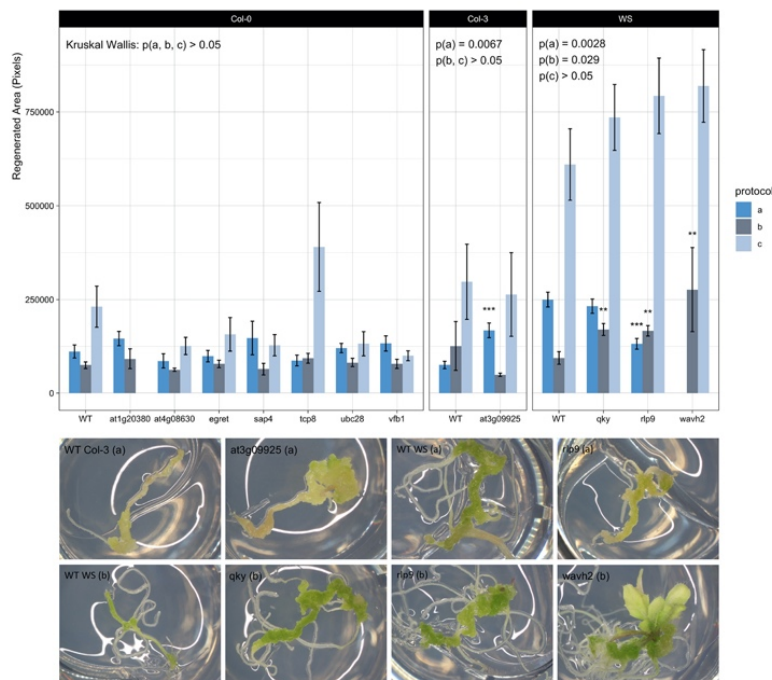 Col-0 Col-3 WS
Kruskal Wallis: p(a, b, c) > 0.05
p(a) = 0.0067
p(b, c) > 0.05
p(a) = 0.0028
p(b) = 0.029
p(c) > 0.05
Regenerated Area (Pixels)
750000
500000
250000
0
***
**
***
**
**
protocol
a
b
c
WT at1g20380 at4g08630 egret sap4 tcp8 ubc28 vfb1 WT at3g09925 WT qky rlp9 wavh2
WT Col-3 (a) at3g09925 (a) WT WS (a) rlp9 (a)
WT WS (b) qky (b) rlp9 (b) wavh2 (b)